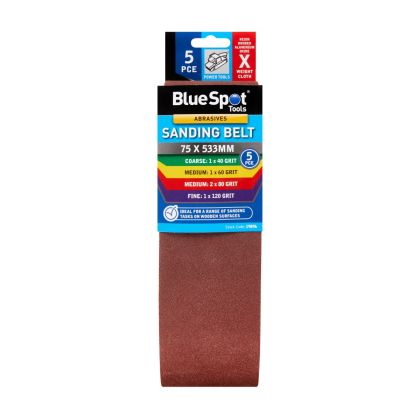 5
PCE
POWER TOOLS
RESIN
BONDED
ALUMINIUM
OXIDE
X
WEIGHT
CLOTH
BlueSpot
Tools
ABRASIVES
SANDING BELT
75 X 533MM
COARSE: 1 x 40 GRIT
MEDIUM: 1 x 60 GRIT
MEDIUM: 2 x 80 GRIT
FINE: 1 x 120 GRIT
5
PCE
IDEAL FOR A RANGE OF SANDING
TASKS ON WOODEN SURFACES
Stock Code: